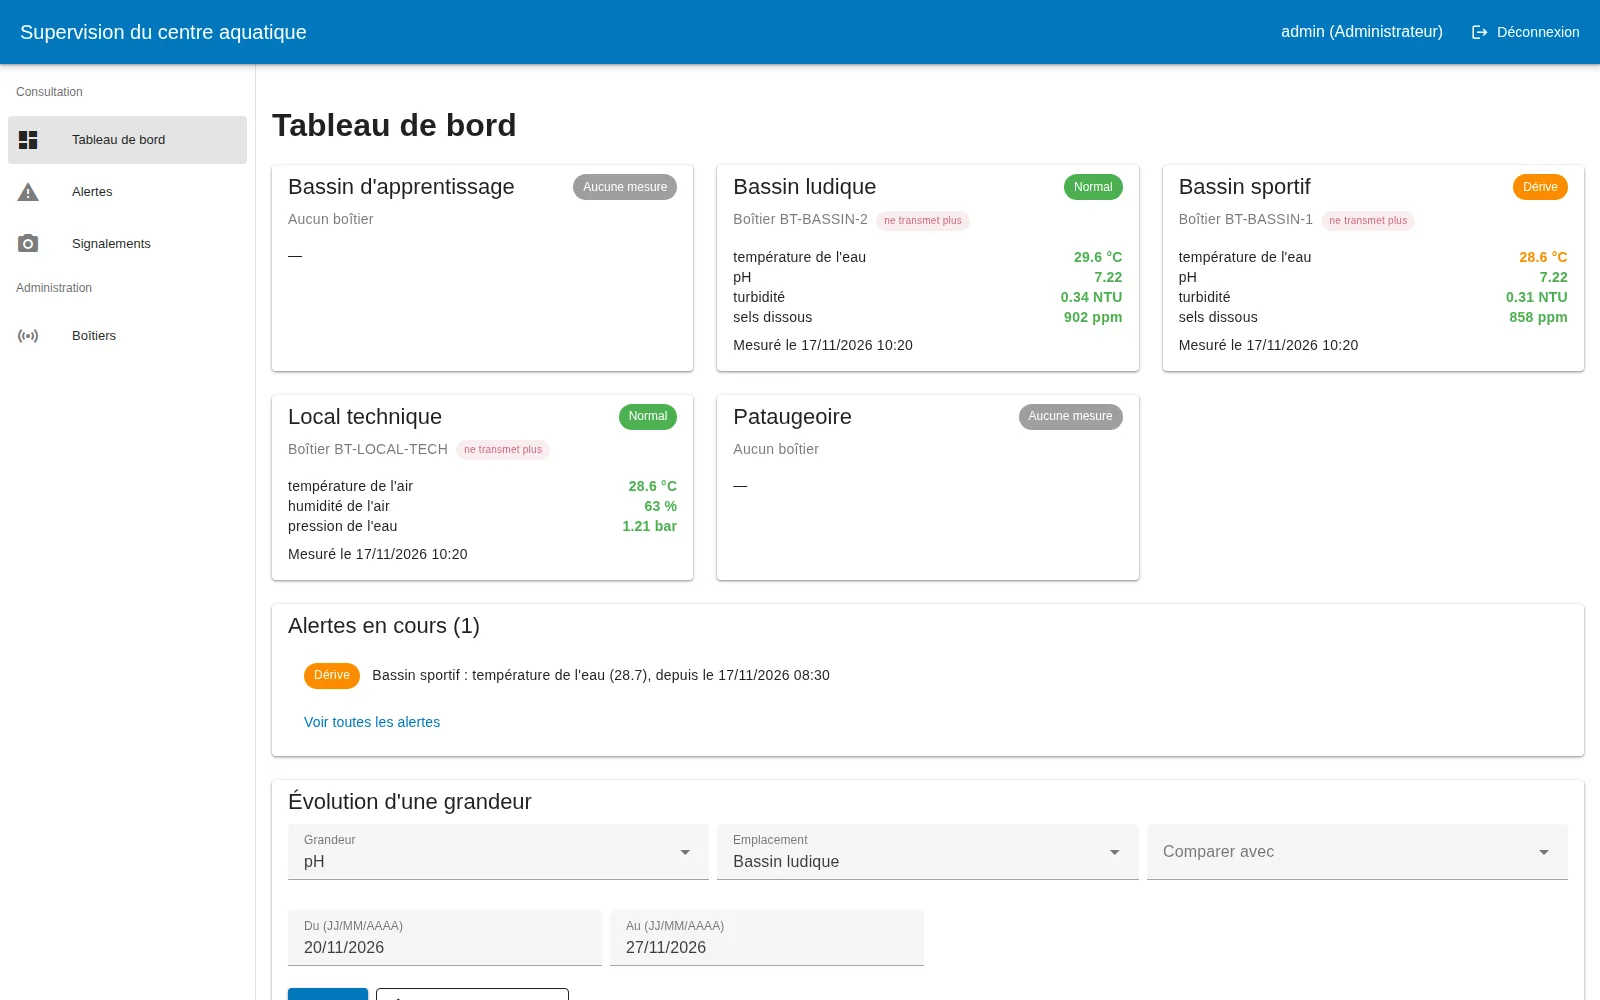 Supervision du centre aquatique
admin (Administrateur)
Déconnexion
Consultation
Tableau de bord
Alertes
Signalements
Administration
Boîtiers
Tableau de bord
Bassin d'apprentissage
Aucune mesure
Aucun boîtier
—
Bassin ludique
Normal
Boîtier BT-BASSIN-2
ne transmet plus
température de l'eau 29.6 °C
pH 7.22
turbidité 0.34 NTU
sels dissous 902 ppm
Mesuré le 17/11/2026 10:20
Bassin sportif
Dérive
Boîtier BT-BASSIN-1
ne transmet plus
température de l'eau 28.6 °C
pH 7.22
turbidité 0.31 NTU
sels dissous 858 ppm
Mesuré le 17/11/2026 10:20
Local technique
Normal
Boîtier BT-LOCAL-TECH
ne transmet plus
température de l'air 28.6 °C
humidité de l'air 63 %
pression de l'eau 1.21 bar
Mesuré le 17/11/2026 10:20
Pataugeoire
Aucune mesure
Aucun boîtier
—
Alertes en cours (1)
Dérive
Bassin sportif : température de l'eau (28.7), depuis le 17/11/2026 08:30
Voir toutes les alertes
Évolution d'une grandeur
Grandeur
pH
Emplacement
Bassin ludique
Comparer avec
Du (JJ/MM/AAAA)
20/11/2026
Au (JJ/MM/AAAA)
27/11/2026